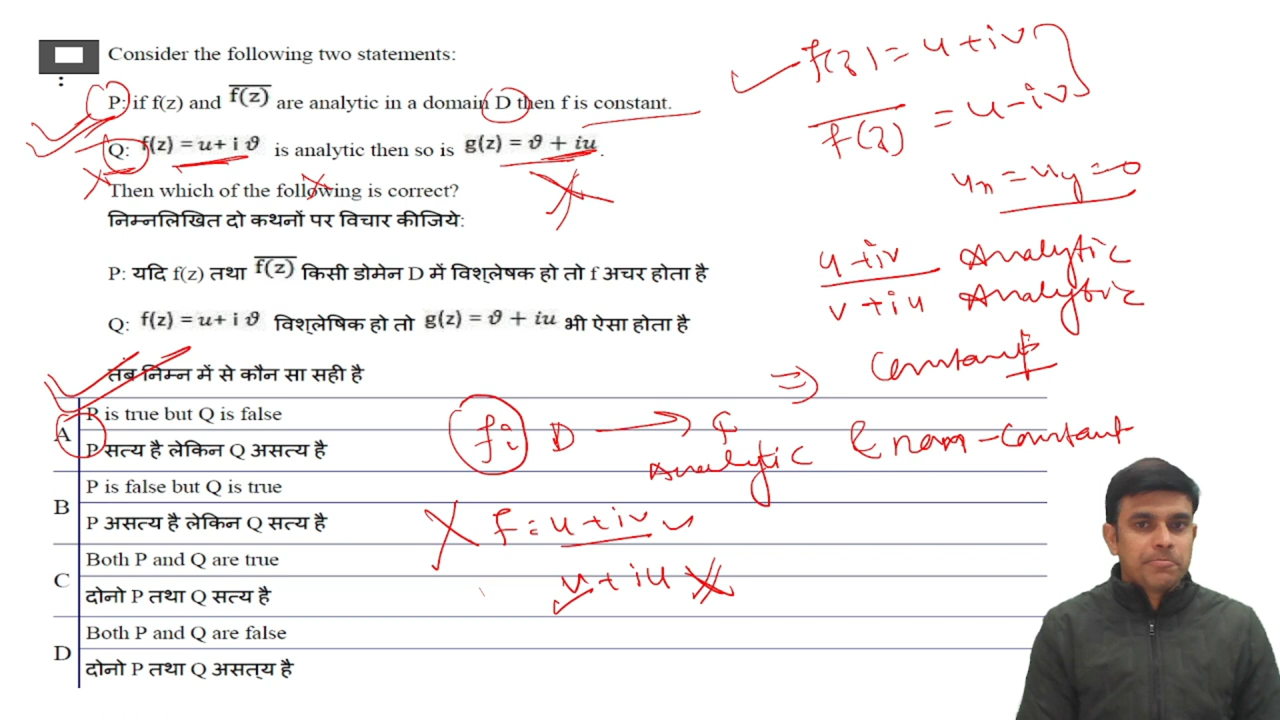 Consider the following two statements:
P: if f(z) and \overline{f(z)} are analytic in a domain D then f is constant.
Q: f(z) = u+ i ϑ is analytic then so is g(z) = ϑ + iu.
Then which of the following is correct?
निम्नलिखित दो कथनों पर विचार कीजिये:
P: यदि f(z) तथा \overline{f(z)} किसी डोमेन D में विश्लेषक हो तो f अचर होता है
Q: f(z) = u+ i ϑ विश्लेषिक हो तो g(z) = ϑ + iu भी ऐसा होता है
तब निम्न में से कौन सा सही है
A
P is true but Q is false
P सत्य है लेकिन Q असत्य है
B
P is false but Q is true
P असत्य है लेकिन Q सत्य है
C
Both P and Q are true
दोनो P तथा Q सत्य है
D
Both P and Q are false
दोनो P तथा Q असत्य है
f(z) = u + iv
\overline{f(z)} = u - iv
u+iv Analytic
v+iu Analytic
⇒ Constant
f: D → ₵
Analytic & non-constant
f = u+iv
v+iu